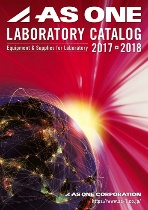 AS ONE
LABORATORY CATALOG
Equipment & Supplies for Laboratory 2017-2018
AS ONE CORPORATION